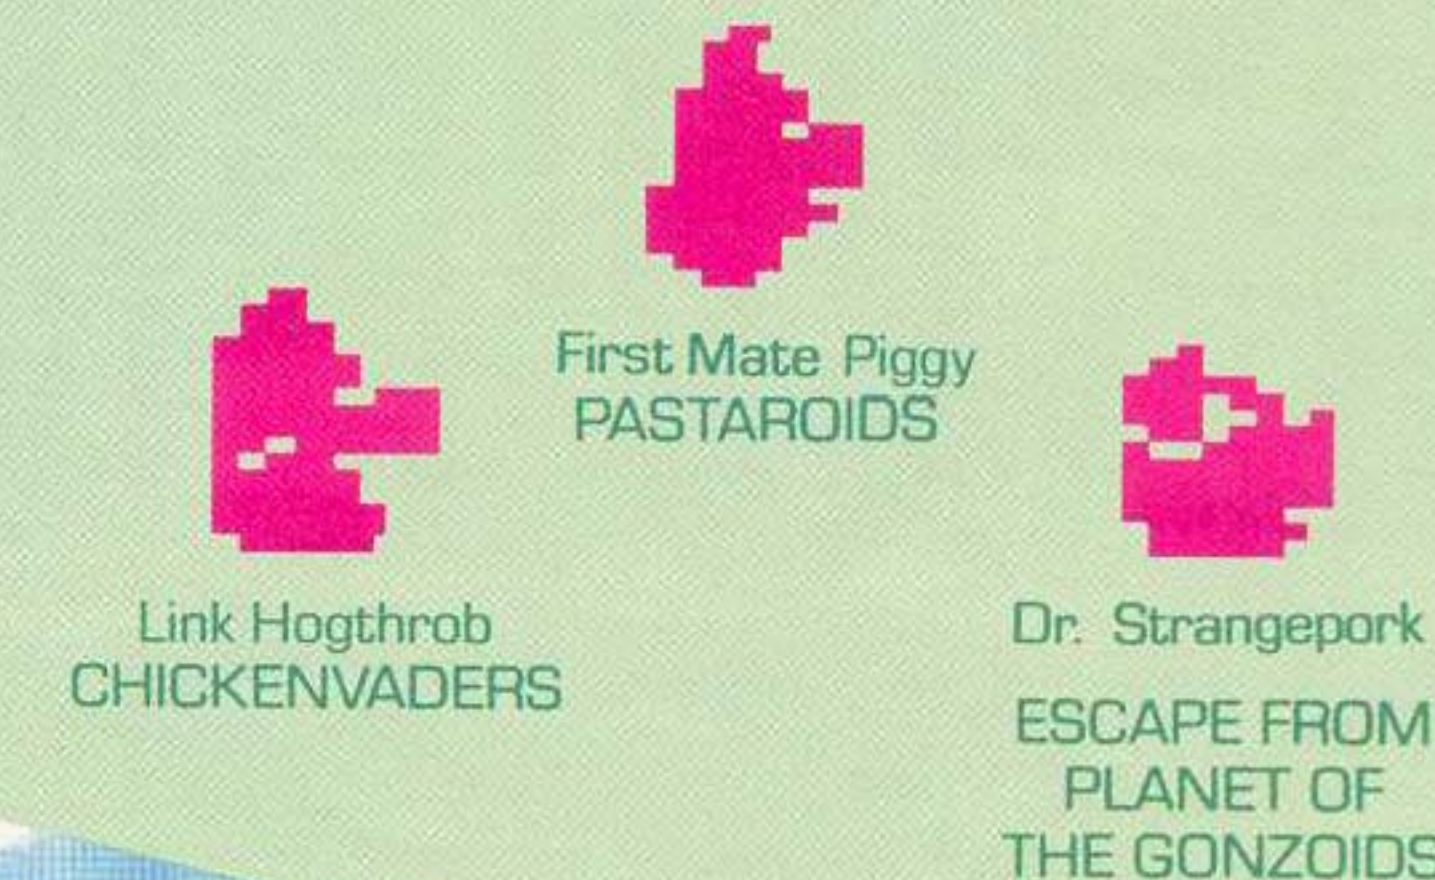 First Mate Piggy
PASTAROIDS
Link Hogthrob
CHICKENVADERS
Dr. Strangepork
ESCAPE FROM
PLANET OF
THE GONZOIDS